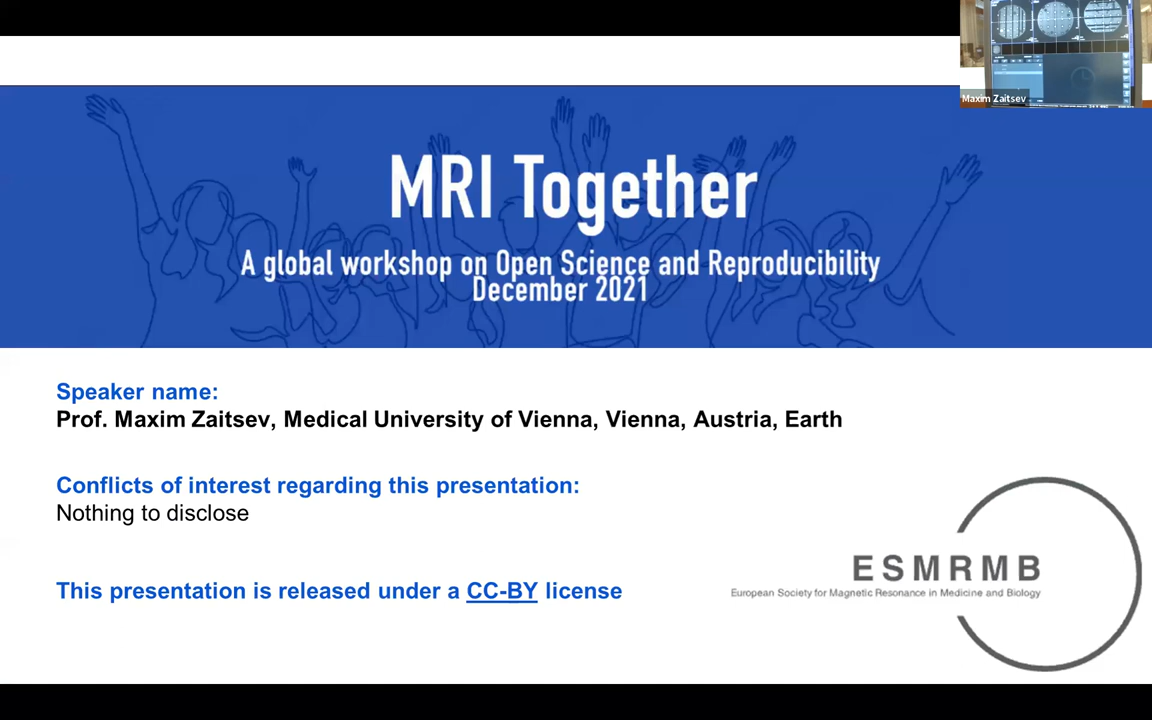 Maxim Zaitsev
MRI Together
A global workshop on Open Science and Reproducibility
December 2021
Speaker name:
Prof. Maxim Zaitsev, Medical University of Vienna, Vienna, Austria, Earth
Conflicts of interest regarding this presentation:
Nothing to disclose
This presentation is released under a CC-BY license
ESMRMB
European Society for Magnetic Resonance in Medicine and Biology